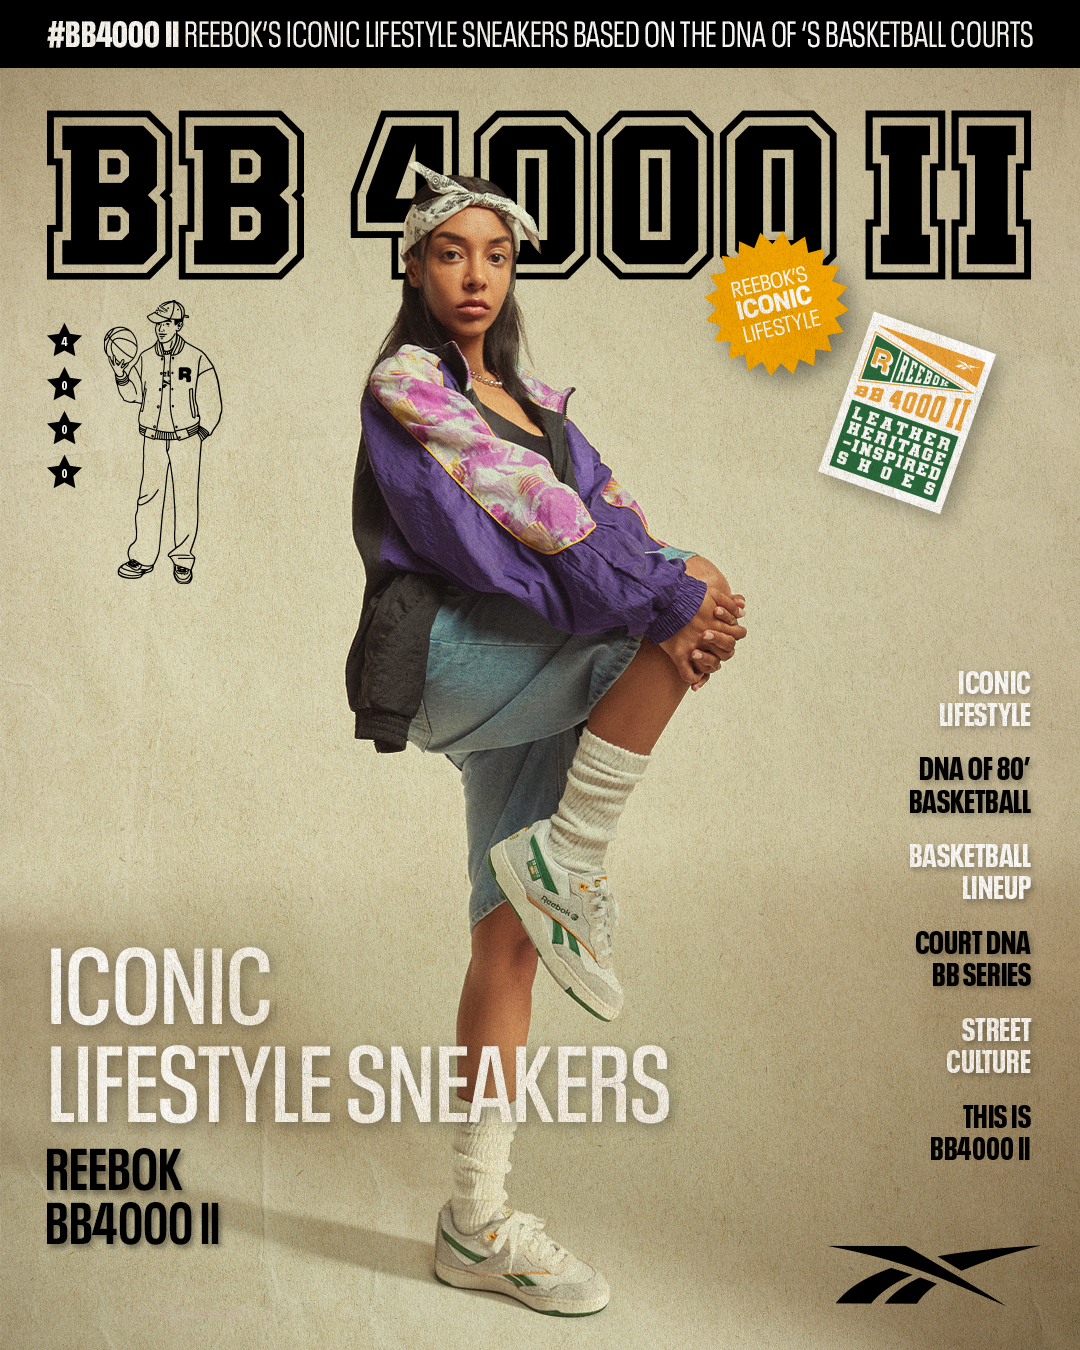 #BB4000 II REEBOK'S ICONIC LIFESTYLE SNEAKERS BASED ON THE DNA OF ‘S BASKETBALL COURTS
BB 4000 II
REEBOK'S
ICONIC
LIFESTYLE
4
0
0
0
R
R REEBOK
BB 4000 II
LEATHER
HERITAGE
-INSPIRED
SHOES
ICONIC
LIFESTYLE
DNA OF 80’
BASKETBALL
BASKETBALL
LINEUP
COURT DNA
BB SERIES
STREET
CULTURE
THIS IS
BB4000 II
Reebok
ICONIC
LIFESTYLE SNEAKERS
REEBOK
BB4000 II